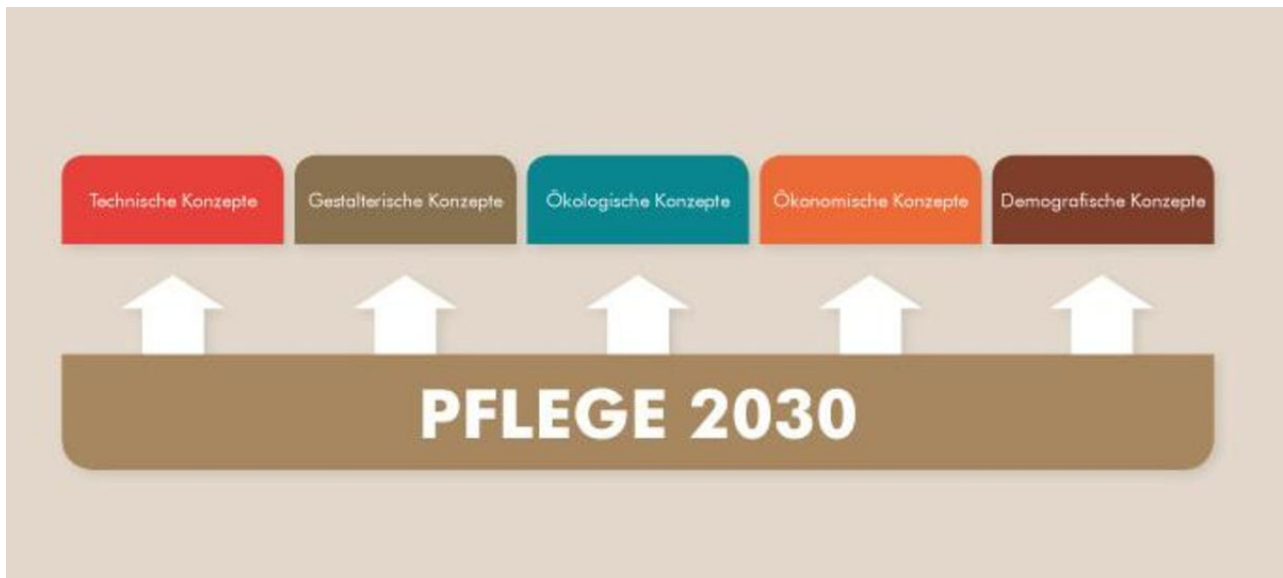 Technische Konzepte
Gestalterische Konzepte
Ökologische Konzepte
Ökonomische Konzepte
Demografische Konzepte
PFLEGE 2030